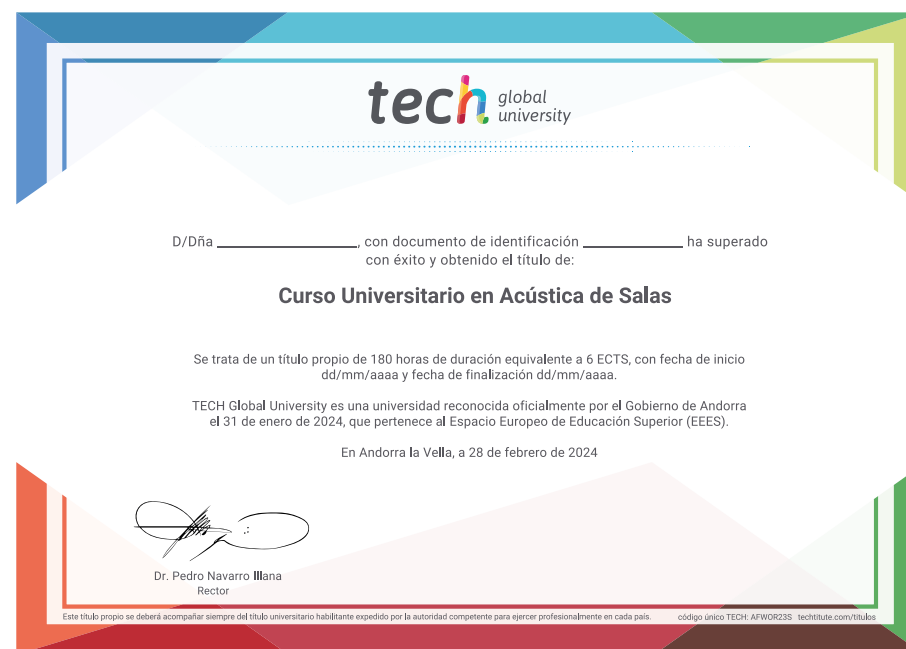 tech global university
D/Dña ____________, con documento de identificación ____________ ha superado
con éxito y obtenido el título de:
Curso Universitario en Acústica de Salas
Se trata de un título propio de 180 horas de duración equivalente a 6 ECTS, con fecha de inicio
dd/mm/aaaa y fecha de finalización dd/mm/aaaa.
TECH Global University es una universidad reconocida oficialmente por el Gobierno de Andorra
el 31 de enero de 2024, que pertenece al Espacio Europeo de Educación Superior (EEES).
En Andorra la Vella, a 28 de febrero de 2024
Dr. Pedro Navarro Illana
Rector
Este título propio se deberá acompañar siempre del título universitario habilitante expedido por la autoridad competente para ejercer profesionalmente en cada país. código único TECH: AFWOR23S techtitute.com/titulos